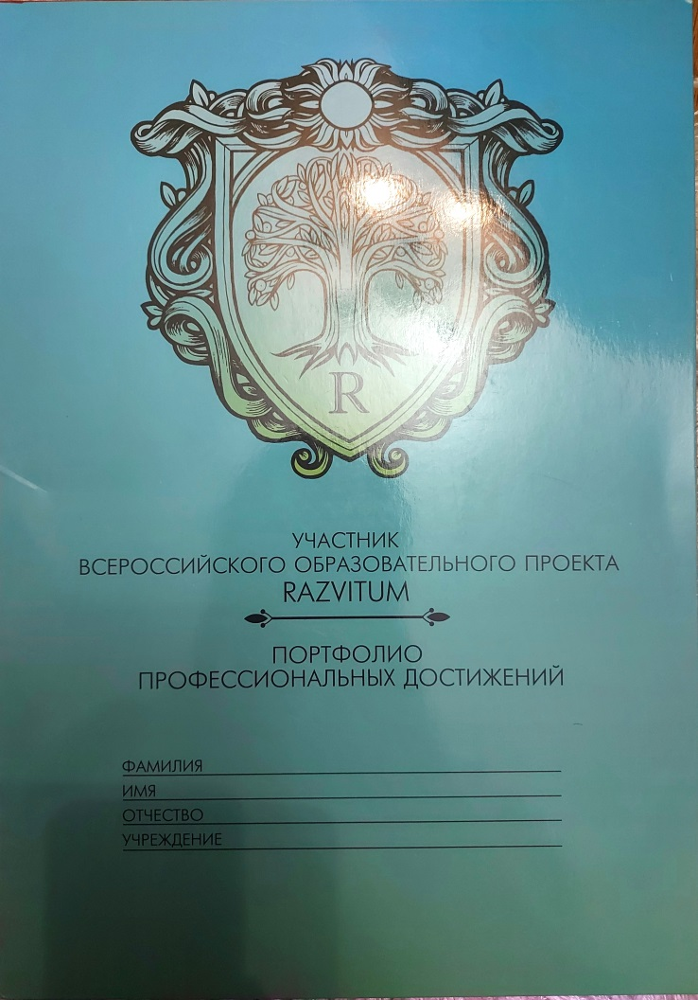 R
УЧАСТНИК
ВСЕРОССИЙСКОГО ОБРАЗОВАТЕЛЬНОГО ПРОЕКТА
RAZVITUM
ПОРТФОЛИО
ПРОФЕССИОНАЛЬНЫХ ДОСТИЖЕНИЙ
ФАМИЛИЯ
ИМЯ
ОТЧЕСТВО
УЧРЕЖДЕНИЕ